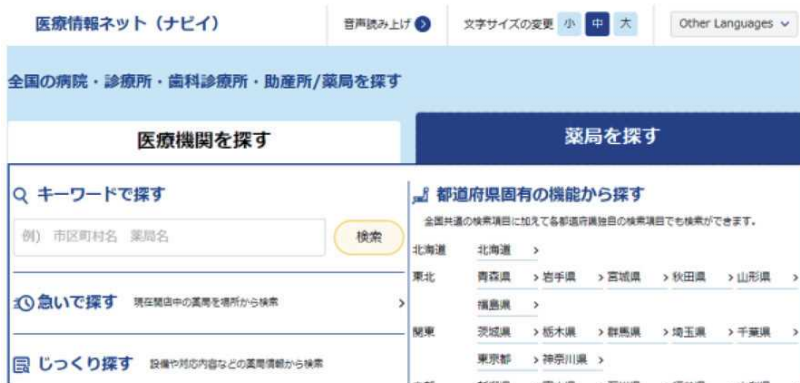 医療情報ネット（ナビイ）
音声読み上げ
文字サイズの変更 小 中 大
Other Languages
全国の病院・診療所・歯科診療所・助産所/薬局を探す
医療機関を探す
薬局を探す
キーワードで探す
例) 市区町村名 薬局名
検索
急いで探す 現在開店中の薬局を場所から検索
じっくり探す 設備や対応内容などの薬局情報から検索
都道府県固有の機能から探す
全国共通の検索項目に加えて各都道府県独自の検索項目でも検索ができます。
北海道 北海道
東北 青森県 岩手県 宮城県 秋田県 山形県
福島県
関東 茨城県 栃木県 群馬県 埼玉県 千葉県
東京都 神奈川県